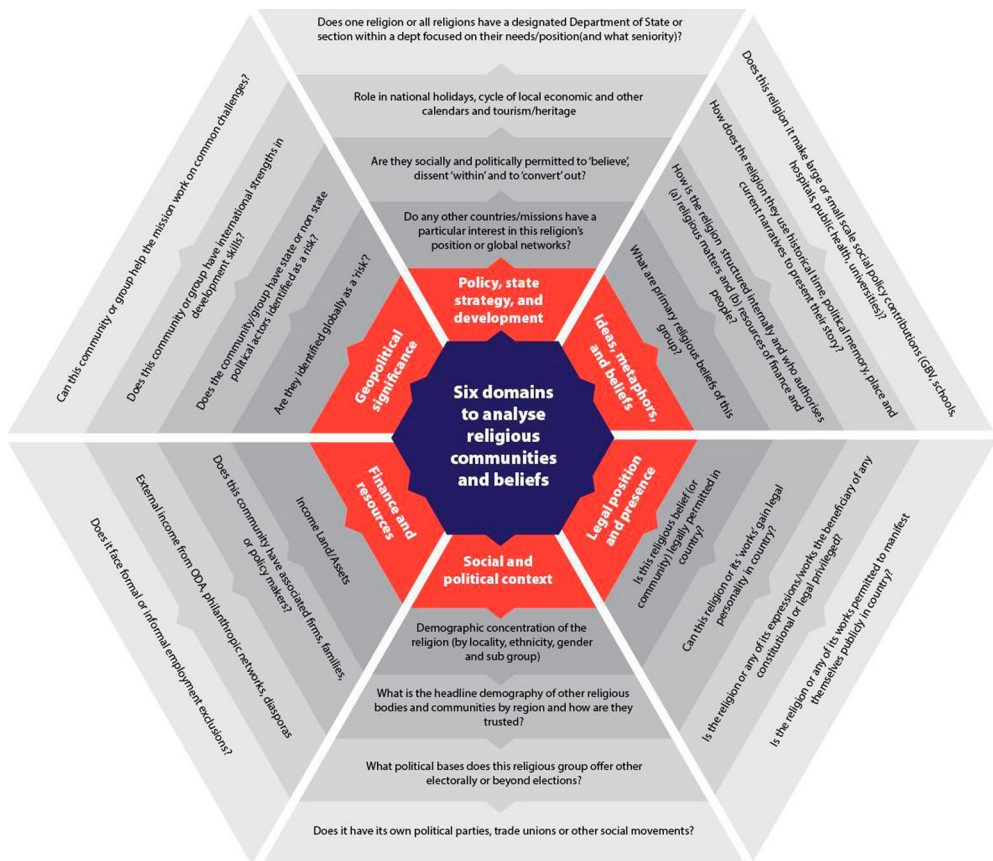 Six domains
to analyse
religious
communities
and beliefs
Policy, state
strategy, and
development
Do any other countries/missions have a
particular interest in this religion's
position or global networks?
Are they socially and politically permitted to 'believe',
dissent 'within' and to 'convert' out?
Role in national holidays, cycle of local economic and other
calendars and tourism/heritage
Does one religion or all religions have a designated Department of State or
section within a dept focused on their needs/position(and what seniority)?
Ideas, metaphors,
and beliefs
What are primary religious beliefs of this
group?
How is the religion structured internally and who authorises
(a) religious matters and (b) resources of finance and
people?
How does the religion they use historical time, political memory, place and
current narratives to present their story?
Does this religion it make large or small scale social policy contributions (GBV, schools,
hospitals, public health, universities)?
Legal position
and presence
Is this religious belief (or
community) legally permitted in
country?
Can this religion or its 'works' gain legal
personality in country?
Is the religion or any of its expressions/works the beneficiary of any
constitutional or legal privileged?
Is the religion or any of its works permitted to manifest
themselves publicly in country?
Social and
political context
Demographic concentration of the
religion (by locality, ethnicity, gender
and sub group)
What is the headline demography of other religious
bodies and communities by region and how are they
trusted?
What political bases does this religious group offer other
electorally or beyond elections?
Does it have its own political parties, trade unions or other social movements?
Finance and
resources
Income Land/Assets
Does this community have associated firms, families,
or policy makers?
External income from ODA, philanthropic networks, diasporas
Does it face formal or informal employment exclusions?
Geopolitical
significance
Are they identified globally as a 'risk'?
Does the community/group have state or non state
political actors identified as a risk?
Does this community or group have international strengths in
development skills?
Can this community or group help the mission work on common challenges?